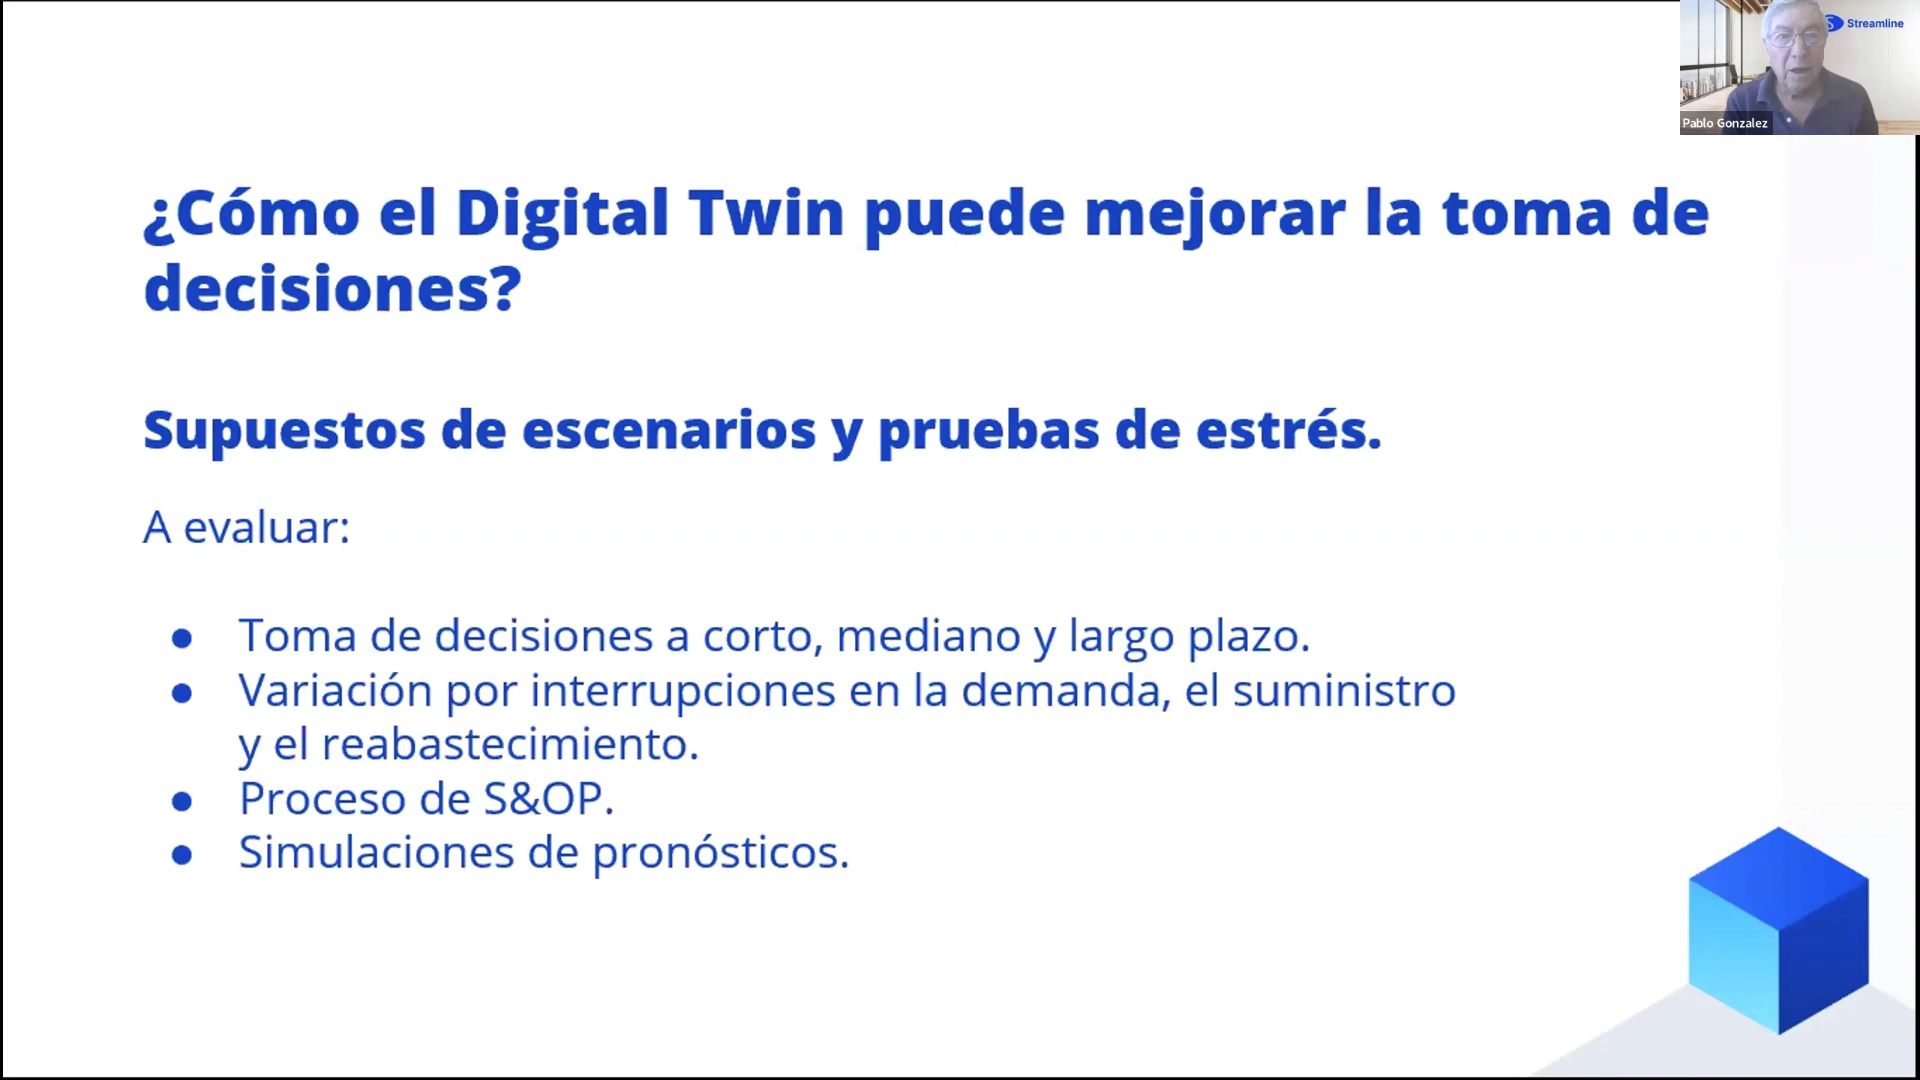 Streamline
Pablo Gonzalez
¿Cómo el Digital Twin puede mejorar la toma de
decisiones?
Supuestos de escenarios y pruebas de estrés.
A evaluar:
● Toma de decisiones a corto, mediano y largo plazo.
● Variación por interrupciones en la demanda, el suministro
y el reabastecimiento.
● Proceso de S&OP.
● Simulaciones de pronósticos.